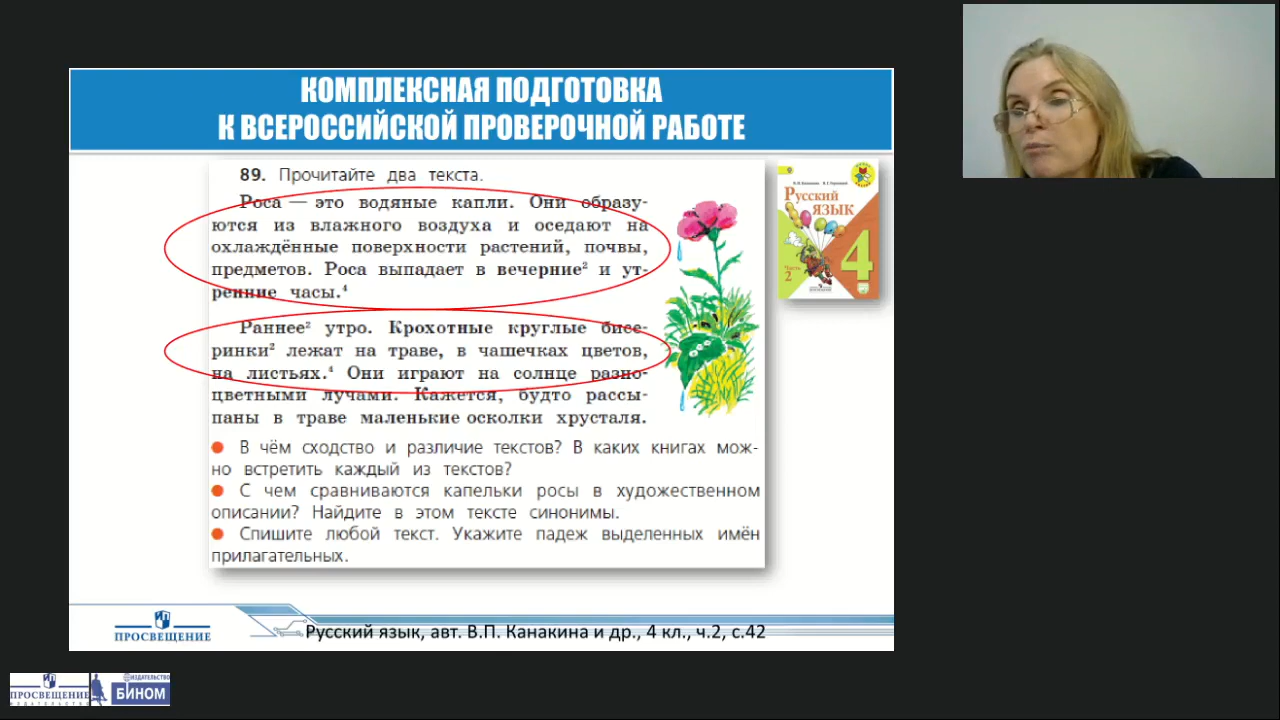 КОМПЛЕКСНАЯ ПОДГОТОВКА
К ВСЕРОССИЙСКОЙ ПРОВЕРОЧНОЙ РАБОТЕ
89. Прочитайте два текста.
Роса — это водяные капли. Они образу-
ются из влажного воздуха и оседают на
охлаждённые поверхности растений, почвы,
предметов. Роса выпадает в вечерние² и ут-
ренние часы.⁴
Раннее² утро. Крохотные круглые бисе-
ринки² лежат на траве, в чашечках цветов,
на листьях.⁴ Они играют на солнце разно-
цветными лучами. Кажется, будто рассы-
паны в траве маленькие осколки хрусталя.
В чём сходство и различие текстов? В каких книгах мож-
но встретить каждый из текстов?
С чем сравниваются капельки росы в художественном
описании? Найдите в этом тексте синонимы.
Спишите любой текст. Укажите падеж выделенных имён
прилагательных.
Русский
ЯЗЫК
4
Часть
2
ПРОСВЕЩЕНИЕ
Русский язык, авт. В.П. Канакина и др., 4 кл., ч.2, с.42
ПРОСВЕЩЕНИЕ
ИЗДАТЕЛЬСТВО
ИЗДАТЕЛЬСТВО
БИНОМ